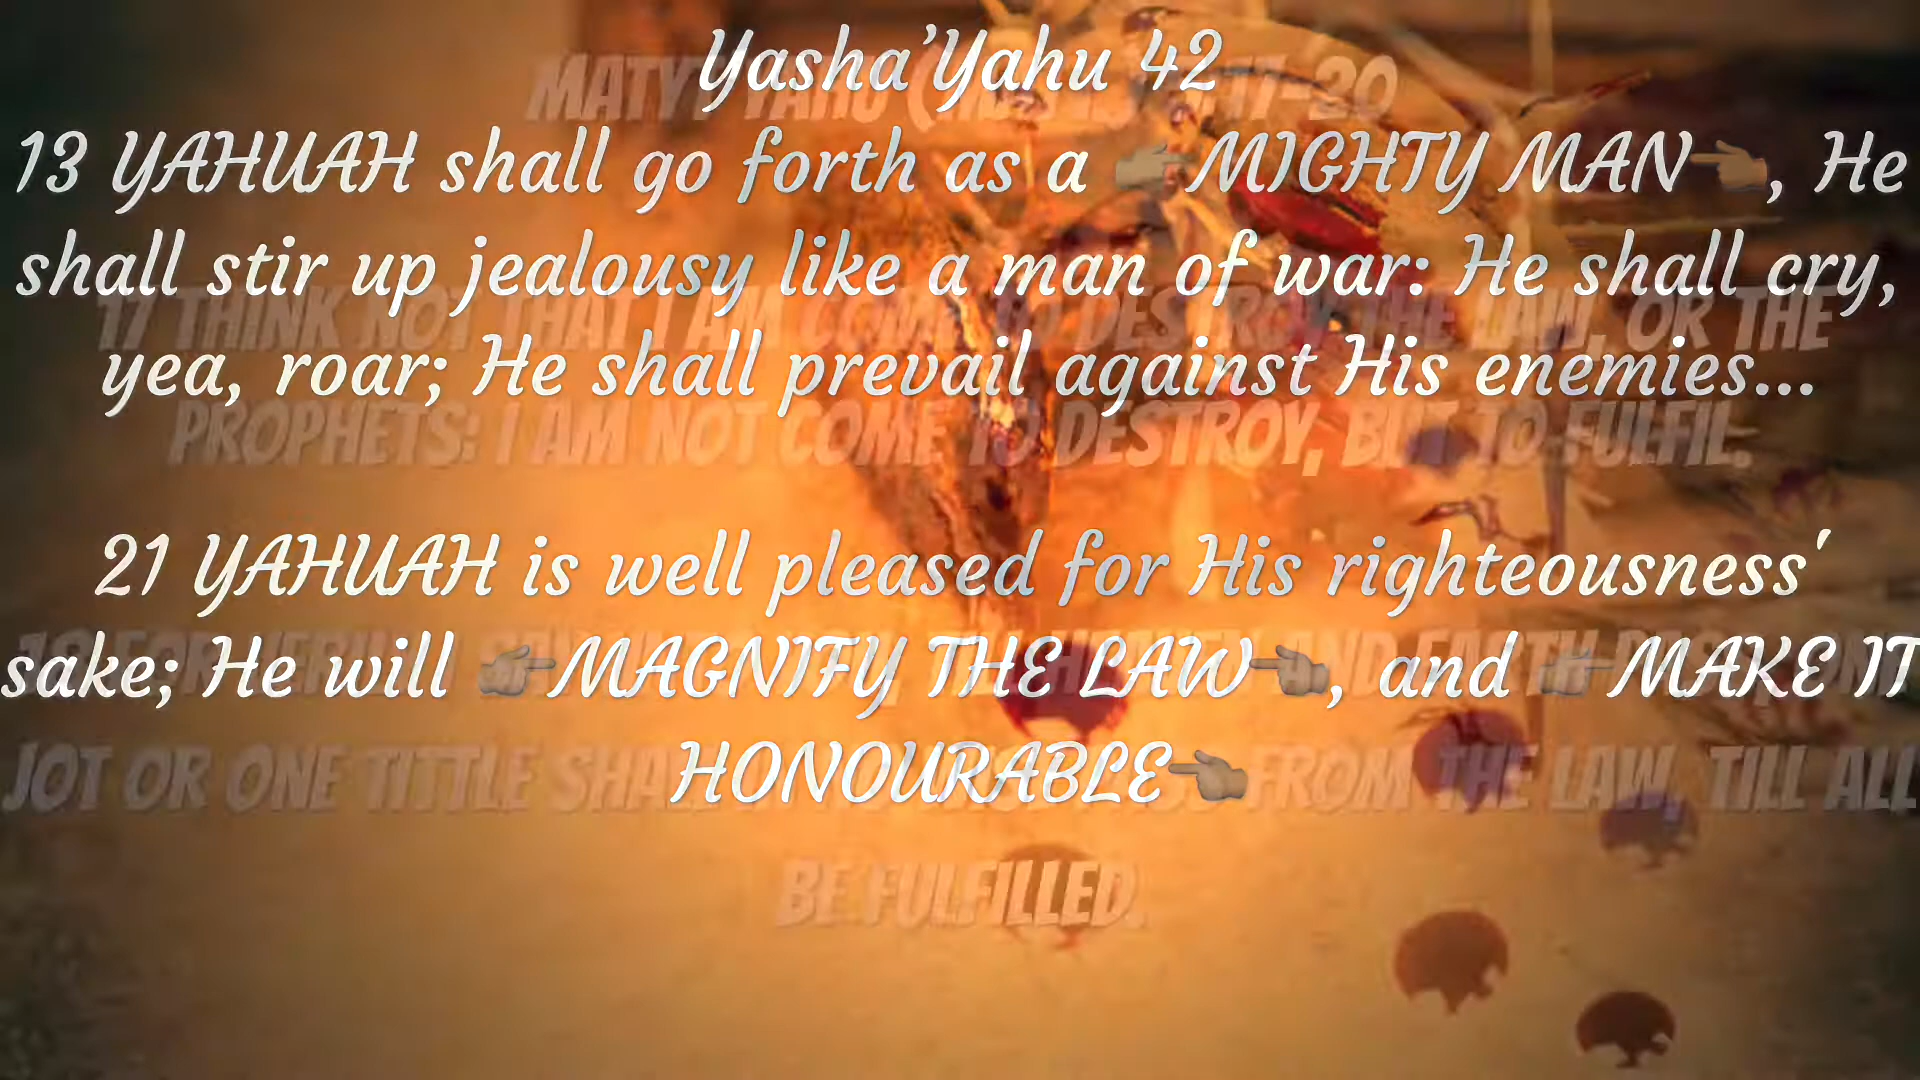 Yasha'Yahu 42
13 YAHUAH shall go forth as a 👉MIGHTY MAN👈, He
shall stir up jealousy like a man of war: He shall cry,
yea, roar; He shall prevail against His enemies...
21 YAHUAH is well pleased for His righteousness'
sake; He will 👉MAGNIFY THE LAW👈, and 👉MAKE IT
HONOURABLE👈
17-20
17 THINK NOT THAT I AM COME TO DESTROY THE LAW, OR THE
PROPHETS: I AM NOT COME TO DESTROY, BUT TO FULFIL.
AND EARTH
JOT OR ONE TITTLE FROM THE LAW, TILL ALL
BE FULFILLED.